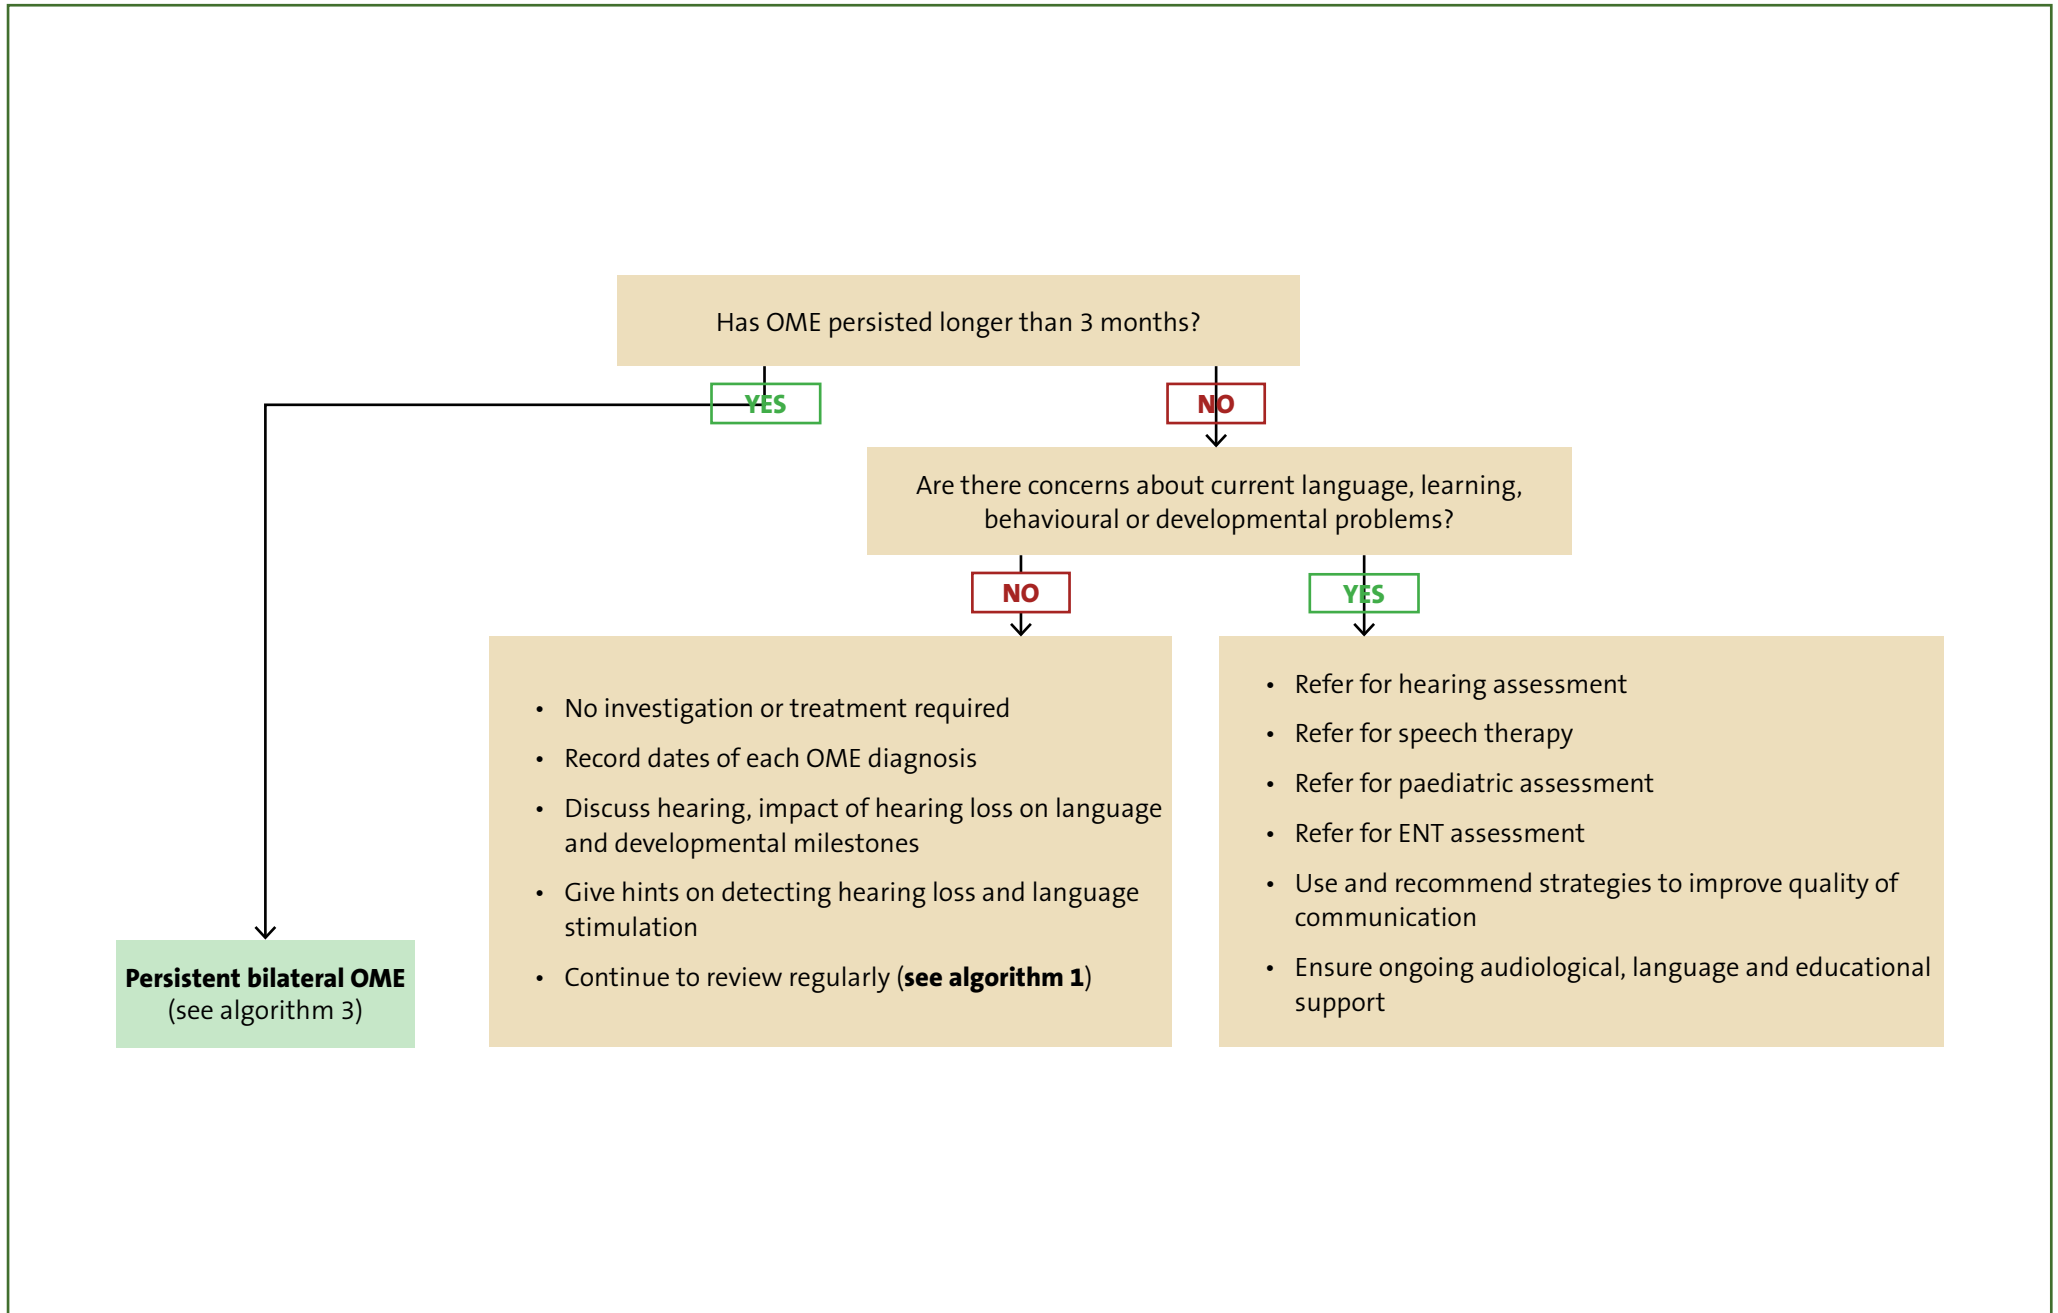 Has OME persisted longer than 3 months?
YES
NO
Are there concerns about current language, learning,
behavioural or developmental problems?
NO
YES
• No investigation or treatment required
• Record dates of each OME diagnosis
• Discuss hearing, impact of hearing loss on language
and developmental milestones
• Give hints on detecting hearing loss and language
stimulation
• Continue to review regularly (see algorithm 1)
• Refer for hearing assessment
• Refer for speech therapy
• Refer for paediatric assessment
• Refer for ENT assessment
• Use and recommend strategies to improve quality of
communication
• Ensure ongoing audiological, language and educational
support
Persistent bilateral OME
(see algorithm 3)